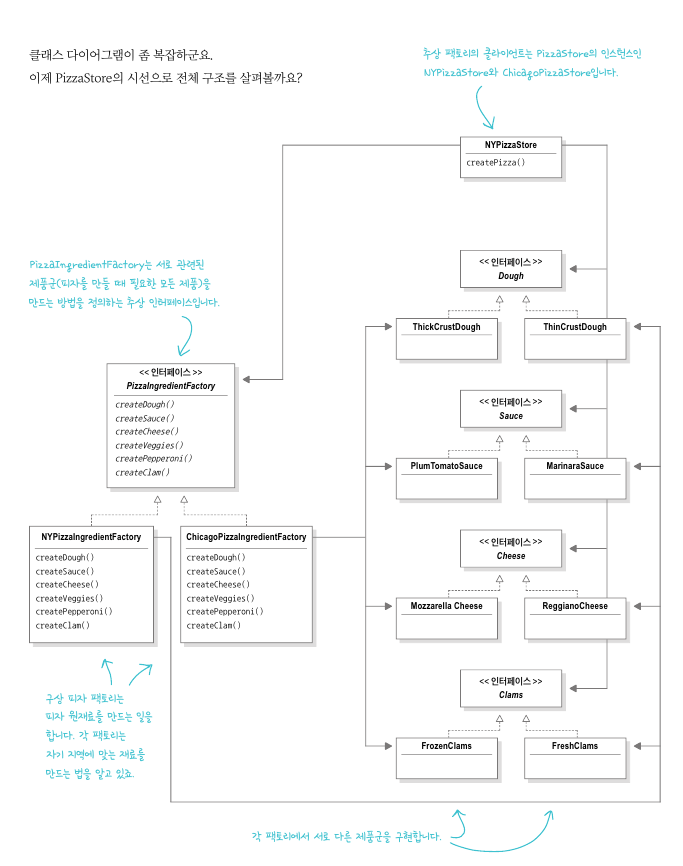 클래스 다이어그램이 좀 복잡하군요.
이제 PizzaStore의 시선으로 전체 구조를 살펴볼까요?
추상 팩토리의 클라이언트는 PizzaStore의 인스턴스인
NYPizzaStore와 ChicagoPizzaStore입니다.
NYPizzaStore
createPizza()
PizzaIngredientFactory는 서로 관련된
제품군(피자를 만들 때 필요한 모든 제품)을
만드는 방법을 정의하는 추상 인터페이스입니다.
<< 인터페이스 >>
Dough
ThickCrustDough
ThinCrustDough
<< 인터페이스 >>
PizzaIngredientFactory
createDough()
createSauce()
createCheese()
createVeggies()
createPepperoni()
createClam()
<< 인터페이스 >>
Sauce
PlumTomatoSauce
MarinaraSauce
NYPizzaIngredientFactory
createDough()
createSauce()
createCheese()
createVeggies()
createPepperoni()
createClam()
ChicagoPizzaIngredientFactory
createDough()
createSauce()
createCheese()
createVeggies()
createPepperoni()
createClam()
<< 인터페이스 >>
Cheese
Mozzarella Cheese
ReggianoCheese
<< 인터페이스 >>
Clams
FrozenClams
FreshClams
구상 피자 팩토리는
피자 원재료를 만드는 일을
합니다. 각 팩토리는
자기 지역에 맞는 재료를
만드는 법을 알고 있죠.
각 팩토리에서 서로 다른 제품군을 구현합니다.